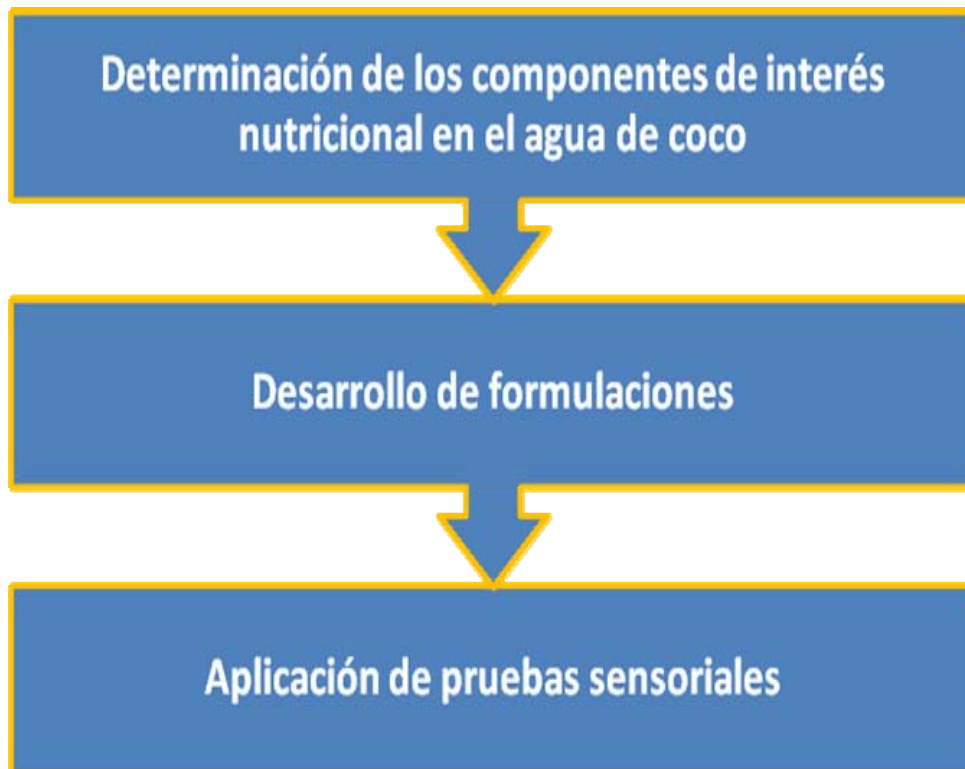 Determinación de los componentes de interés
nutricional en el agua de coco
Desarrollo de formulaciones
Aplicación de pruebas sensoriales